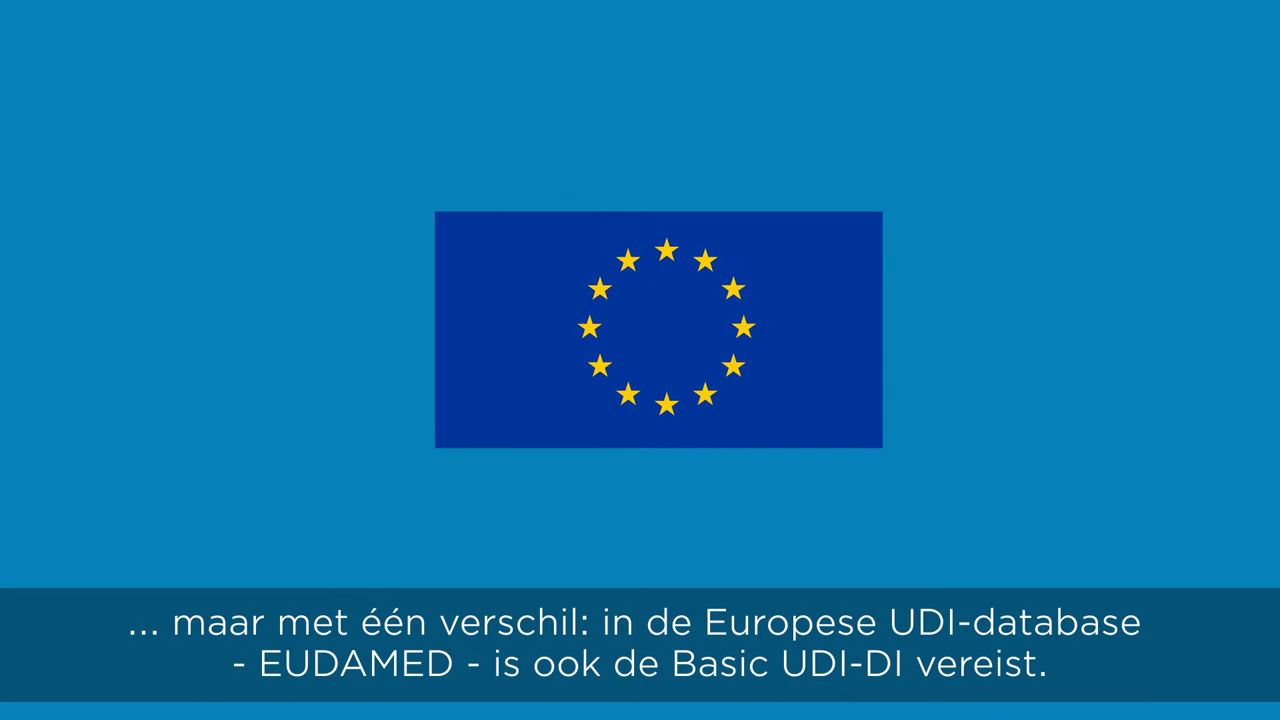 ... maar met één verschil: in de Europese UDI-database
- EUDAMED - is ook de Basic UDI-DI vereist.